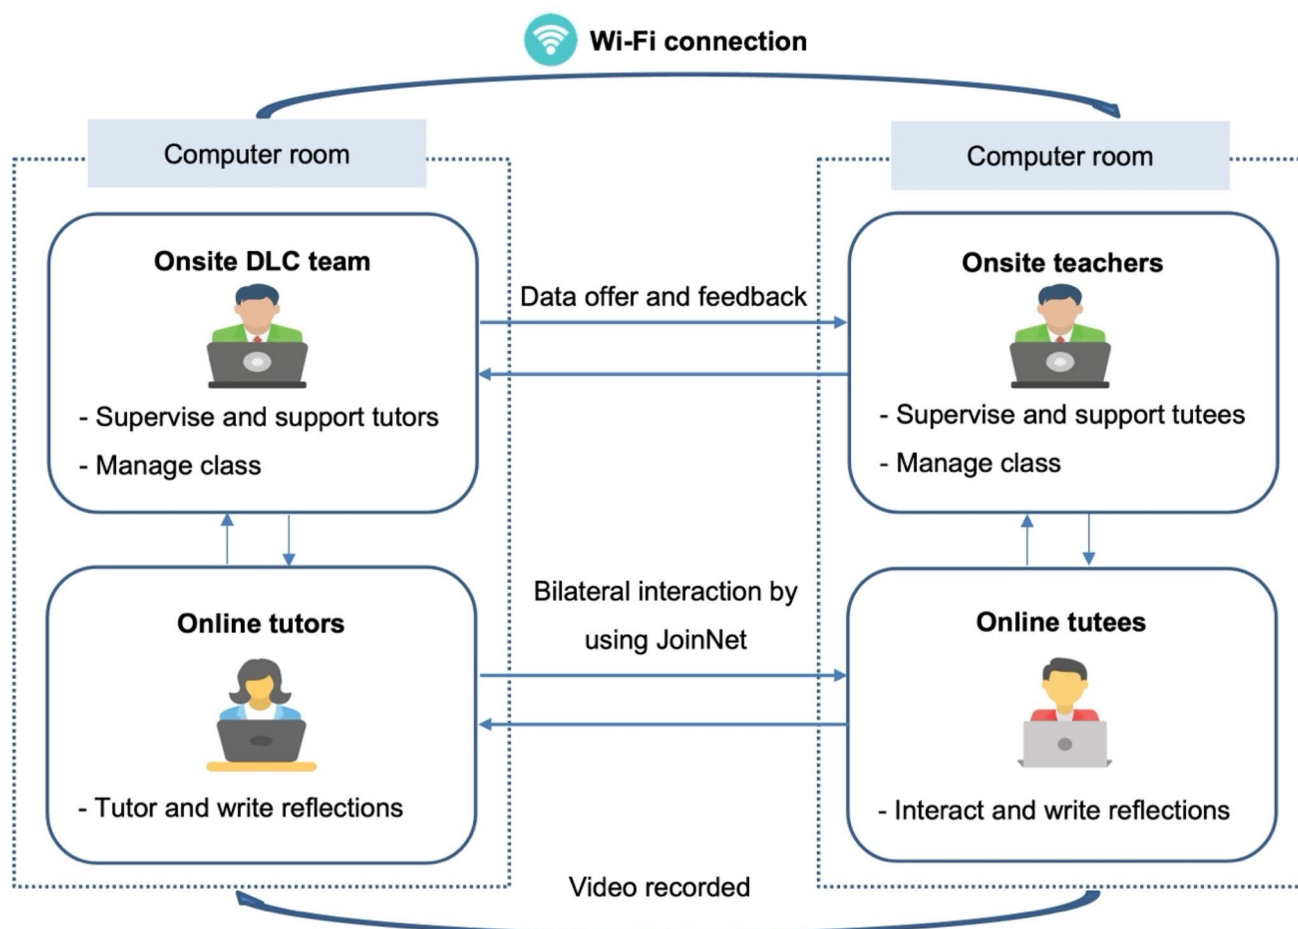 Wi-Fi connection
Computer room
Computer room
Onsite DLC team
- Supervise and support tutors
- Manage class
Data offer and feedback
Onsite teachers
- Supervise and support tutees
- Manage class
Online tutors
- Tutor and write reflections
Bilateral interaction by
using JoinNet
Online tutees
- Interact and write reflections
Video recorded